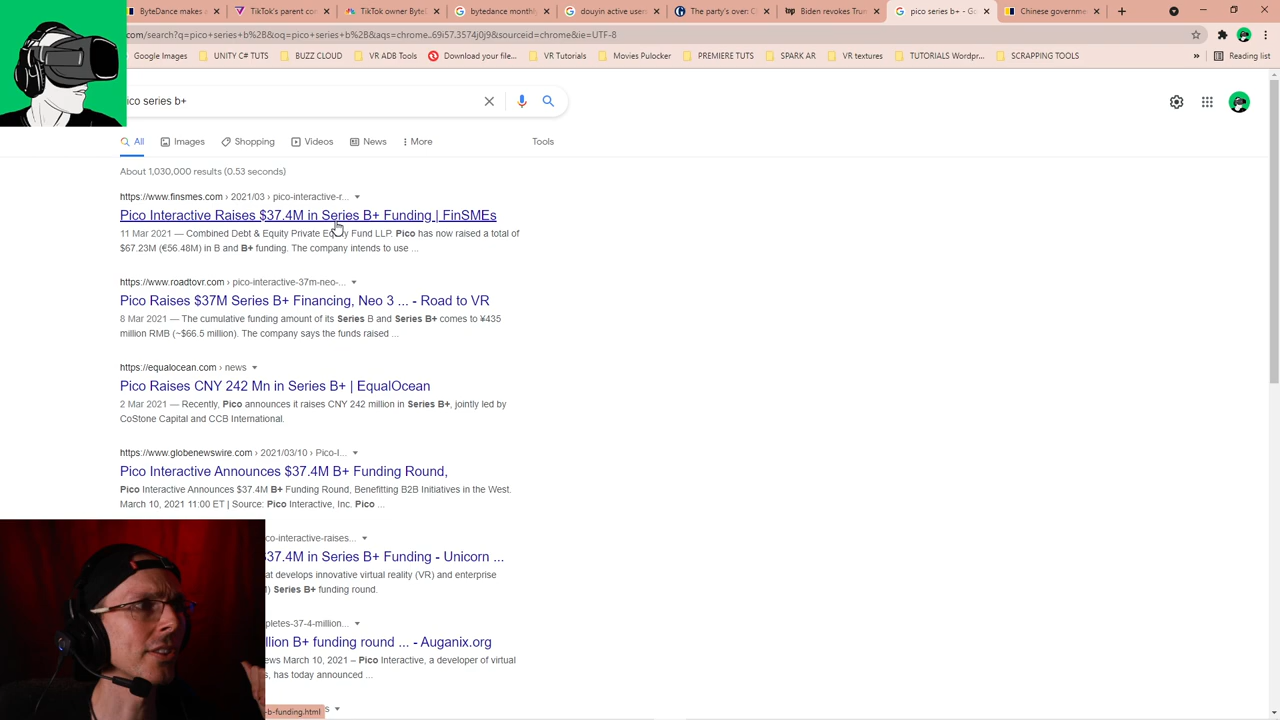 ByteDance makes
TikTok's parent
TikTok Owner Byt
bytedance monthly
douyin active use
The party's core c
Biden revokes Trum
pico series b+ - Go
Chinese governme
com/search?q=pico+series+b%2B&oq=pico+series+b%2B&aqs=chrome..69i57.3574j0j9&sourceid=chrome&ie=UTF-8
Google Images
UNITY C# TUTS
BUZZ CLOUD
VR ADB Tools
Download your file...
VR Tutorials
Movies Pulocker
PREMIERE TUTS
SPARK AR
VR textures
SCRAPPING TOOLS
Reading list
ico series b+
All
Images
Shopping
Videos
News
More
Tools
About 1,030,000 results (0.53 seconds)
https://www.finsmes.com › 2021/03 › pico-interactive-r...
Pico Interactive Raises $37.4M in Series B+ Funding | FinSMEs
11 Mar 2021 — Combined Debt & Equity Private Equity Fund LLP. Pico has now raised a total of
$67.23M (€56.48M) in B and B+ funding. The company intends to use ...
https://www.roadtovr.com › pico-interactive-37m-neo-...
Pico Raises $37M Series B+ Financing, Neo 3 ... - Road to VR
8 Mar 2021 — The cumulative funding amount of its Series B and Series B+ comes to ¥435
million RMB (~$66.5 million). The company says the funds raised ...
https://equalocean.com › news
Pico Raises CNY 242 Mn in Series B+ | EqualOcean
2 Mar 2021 — Recently, Pico announces it raises CNY 242 million in Series B+, jointly led by
CoStone Capital and CCB International.
https://www.globenewswire.com › 2021/03/10 › Pico-I...
Pico Interactive Announces $37.4M B+ Funding Round,
Pico Interactive Announces $37.4M B+ Funding Round, Benefitting B2B Initiatives in the West.
March 10, 2021 11:00 ET | Source: Pico Interactive, Inc. Pico ...
co-interactive-raises...
37.4M in Series B+ Funding - Unicorn ...
at develops innovative virtual reality (VR) and enterprise
) Series B+ funding round.
pletes-37-4-million...
llion B+ funding round ... - Auganix.org
ews March 10, 2021 – Pico Interactive, a developer of virtual
s, has today announced ...
s...
-b-funding.html